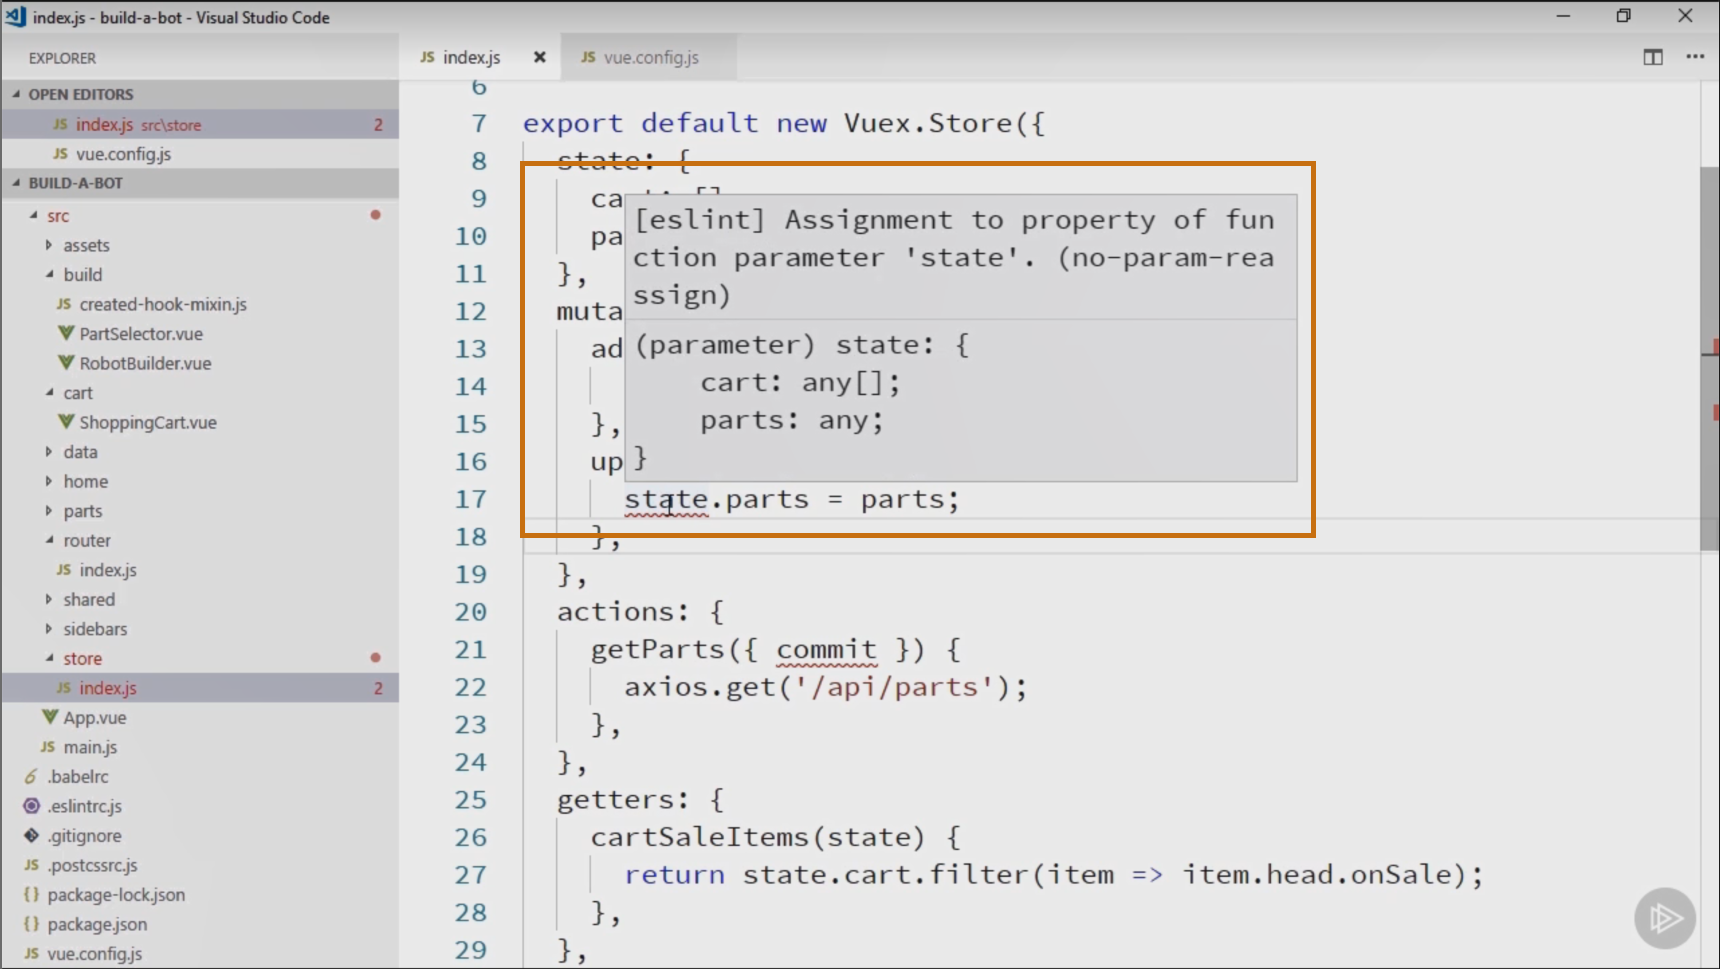 index.js - build-a-bot - Visual Studio Code
EXPLORER
OPEN EDITORS
JS index.js src\store 2
JS vue.config.js
BUILD-A-BOT
src
assets
build
JS created-hook-mixin.js
PartSelector.vue
RobotBuilder.vue
cart
ShoppingCart.vue
data
home
parts
router
JS index.js
shared
sidebars
store
JS index.js 2
App.vue
JS main.js
.babelrc
.eslintrc.js
.gitignore
JS .postcssrc.js
{} package-lock.json
{} package.json
JS vue.config.js
JS index.js
JS vue.config.js
6
7 export default new Vuex.Store({
8 state: {
9 ca
10 pa
11 },
12 muta
13 ad
14
15 },
16 up
[eslint] Assignment to property of fun
ction parameter 'state'. (no-param-rea
ssign)
(parameter) state: {
cart: any[];
parts: any;
}
17 state.parts = parts;
18 },
19 },
20 actions: {
21 getParts({ commit }) {
22 axios.get('/api/parts');
23 },
24 },
25 getters: {
26 cartSaleItems(state) {
27 return state.cart.filter(item => item.head.onSale);
28 },
29 },